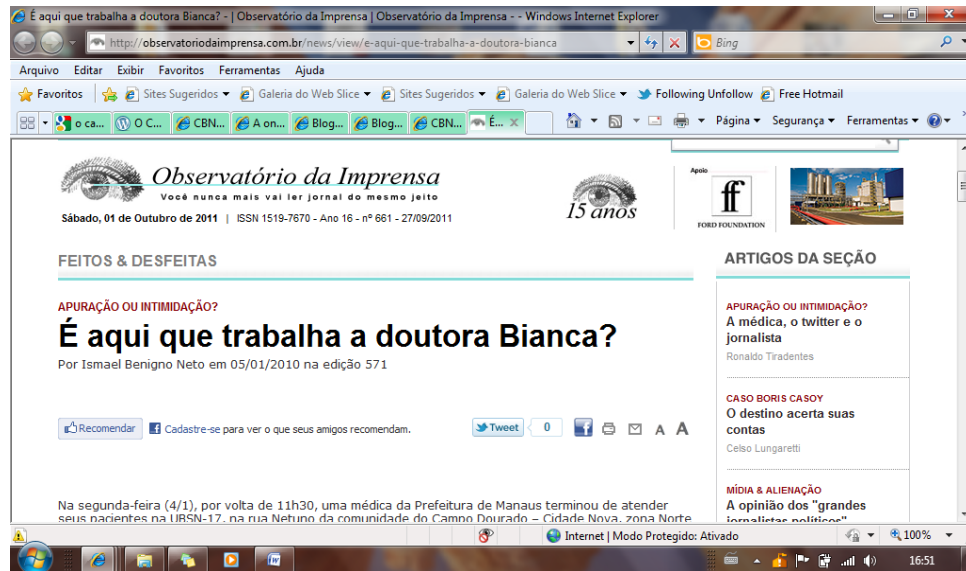 É aqui que trabalha a doutora Bianca? - | Observatório da Imprensa | Observatório da Imprensa - - Windows Internet Explorer
http://observatoriodaimprensa.com.br/news/view/e-aqui-que-trabalha-a-doutora-bianca
Bing
Arquivo Editar Exibir Favoritos Ferramentas Ajuda
Favoritos Sites Sugeridos Galeria do Web Slice Sites Sugeridos Galeria do Web Slice Following Unfollow Free Hotmail
o ca... O C... CBN... A on... Blog... Blog... CBN... É... Página Segurança Ferramentas
Observatório da Imprensa
Você nunca mais vai ler jornal do mesmo jeito
Sábado, 01 de Outubro de 2011 | ISSN 1519-7670 - Ano 16 - nº 661 - 27/09/2011
15 anos
Apoio
ff
FORD FOUNDATION
FEITOS & DESFEITAS
APURAÇÃO OU INTIMIDAÇÃO?
É aqui que trabalha a doutora Bianca?
Por Ismael Benigno Neto em 05/01/2010 na edição 571
Recomendar Cadastre-se para ver o que seus amigos recomendam.
Tweet 0 A A
Na segunda-feira (4/1), por volta de 11h30, uma médica da Prefeitura de Manaus terminou de atender
seus pacientes na UBSN-17, na rua Netuno da comunidade do Campo Dourado – Cidade Nova, zona Norte
ARTIGOS DA SEÇÃO
APURAÇÃO OU INTIMIDAÇÃO?
A médica, o twitter e o
jornalista
Ronaldo Tiradentes
CASO BORIS CASOY
O destino acerta suas
contas
Celso Lungaretti
MÍDIA & ALIENAÇÃO
A opinião dos "grandes
jornalistas políticos"
Internet | Modo Protegido: Ativado 100%
16:51